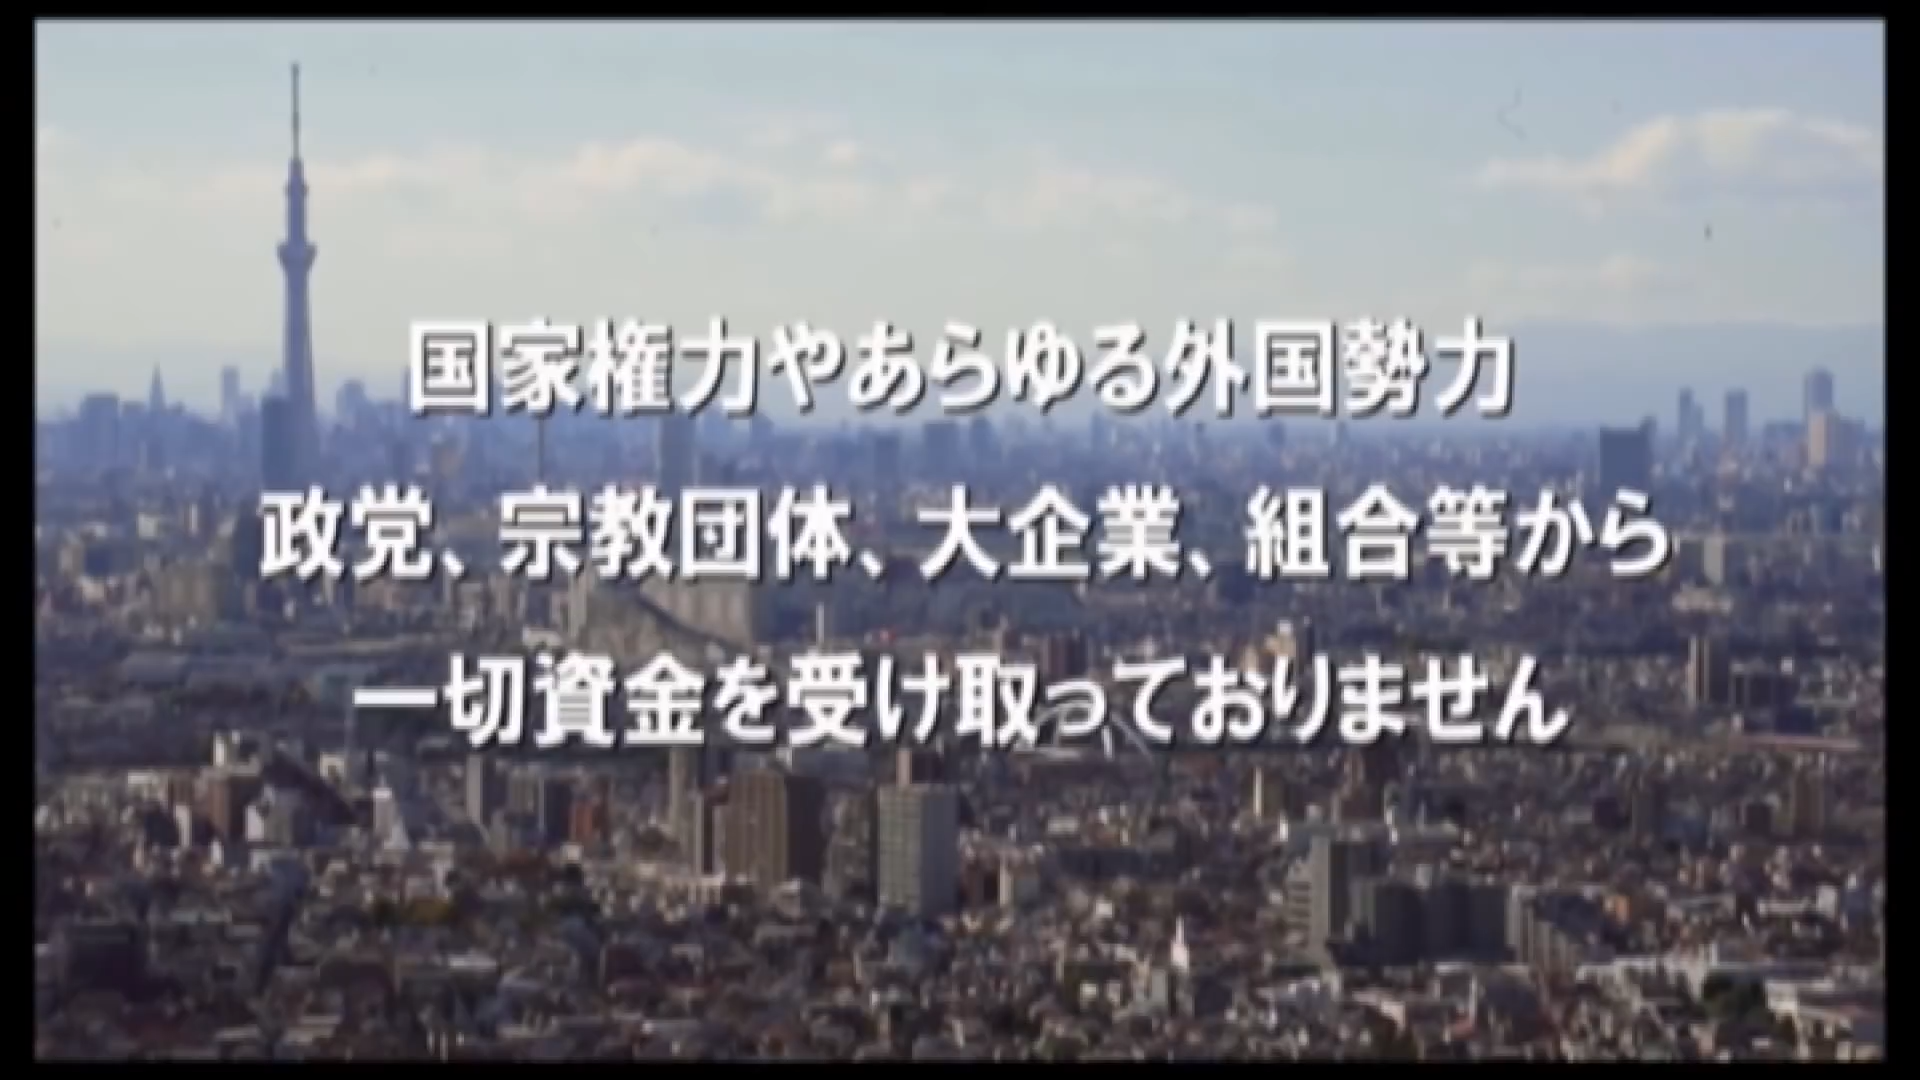 国家権力やあらゆる外国勢力
政党、宗教団体、大企業、組合等から
一切資金を受け取っておりません